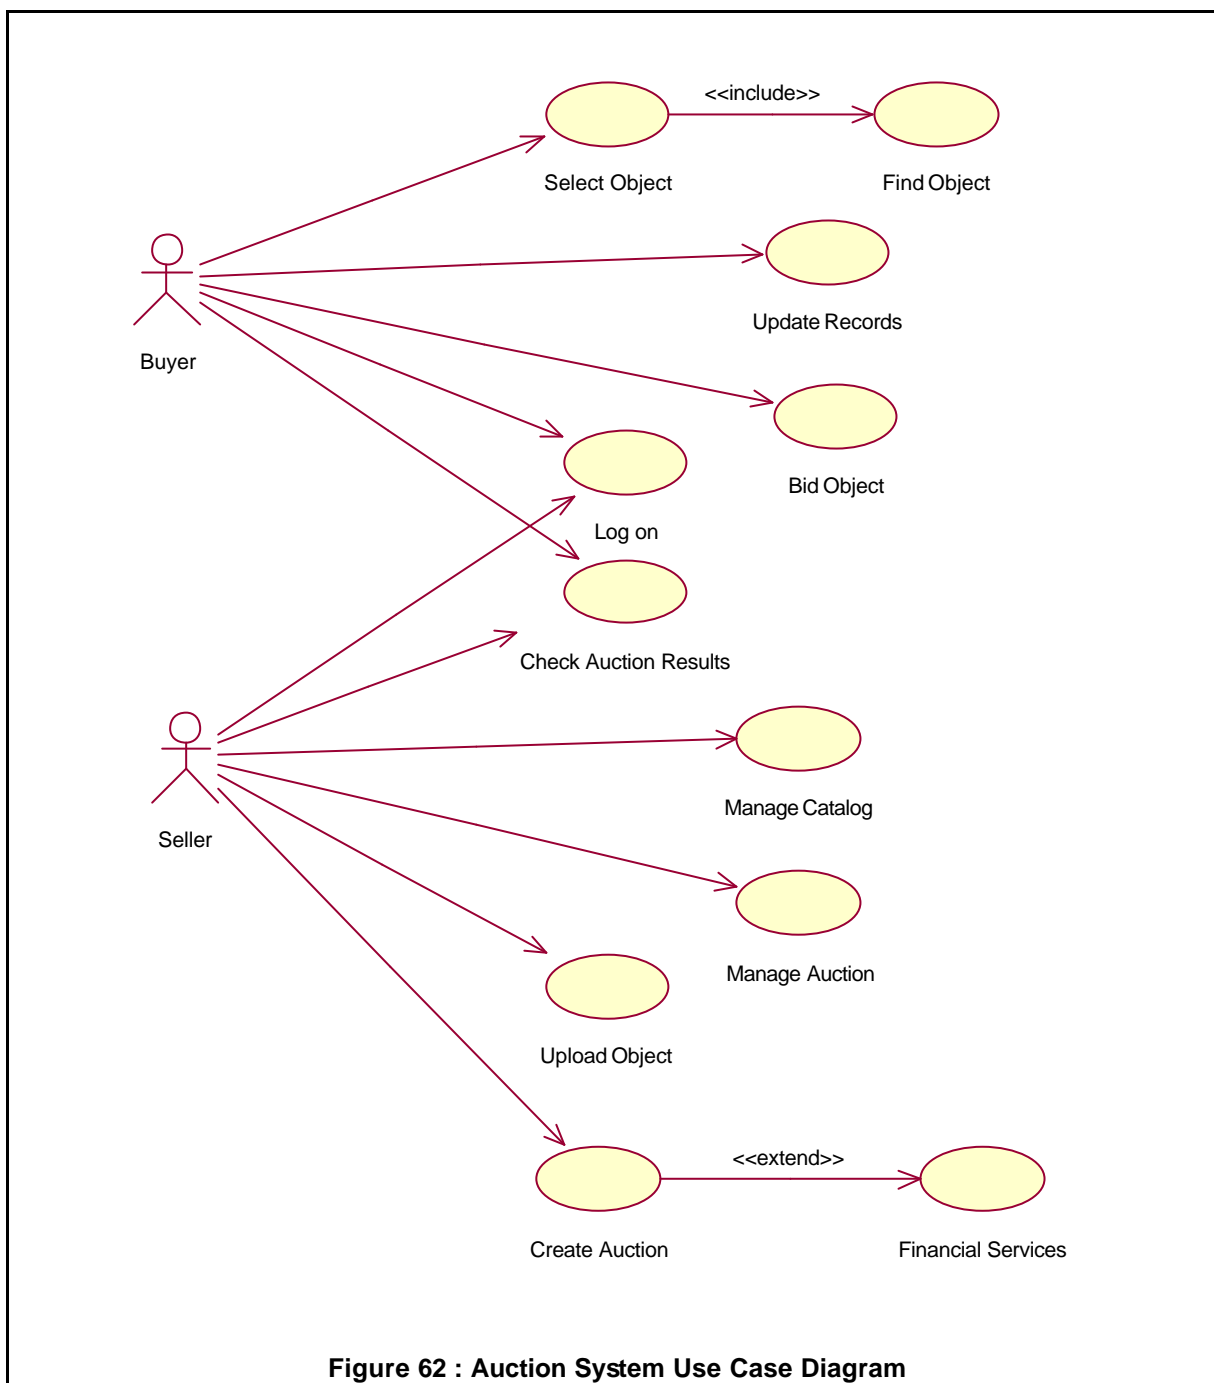 <<include>>
Select Object
Find Object
Update Records
Buyer
Bid Object
Log on
Check Auction Results
Manage Catalog
Seller
Manage Auction
Upload Object
<<extend>>
Create Auction
Financial Services
Figure 62 : Auction System Use Case Diagram